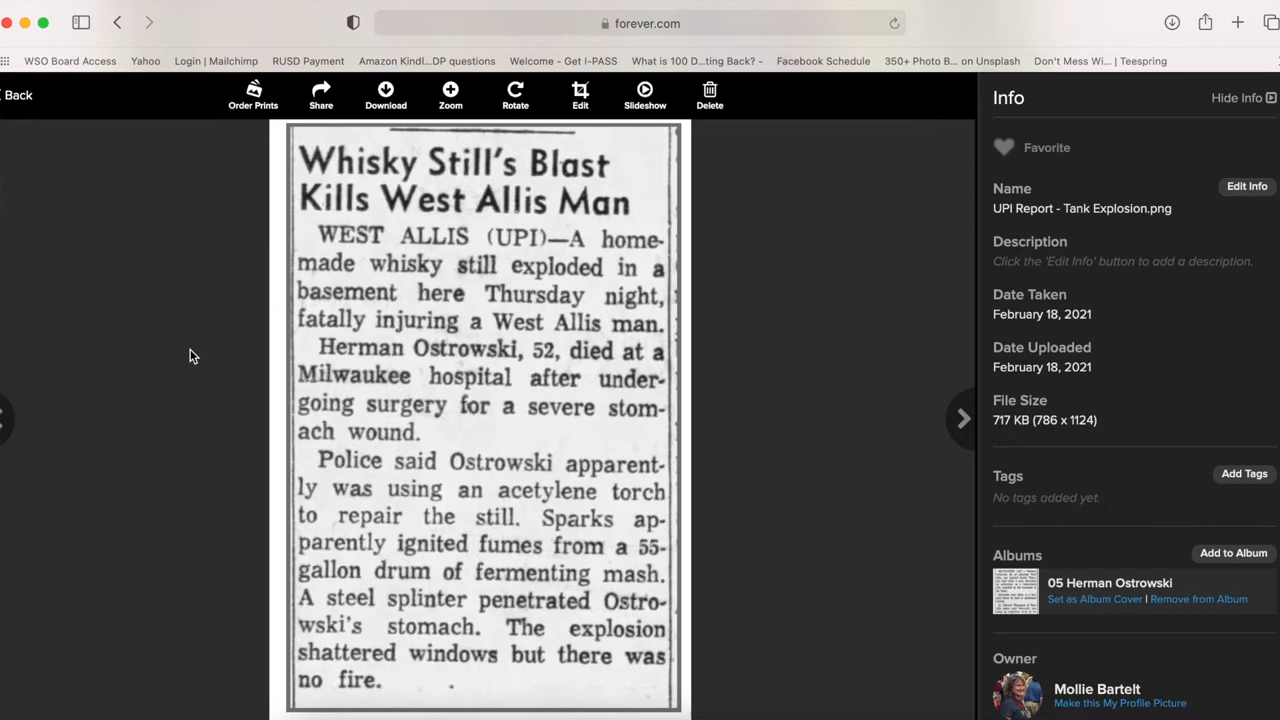 forever.com
WSO Board Access
Yahoo
Login | Mailchimp
RUSD Payment
Amazon Kindl...DP questions
Welcome - Get I-PASS
What is 100 D...ting Back? -
Facebook Schedule
350+ Photo B... on Unsplash
Don't Mess Wi... | Teespring
Back
Order Prints
Share
Download
Zoom
Rotate
Edit
Slideshow
Delete
Whisky Still's Blast
Kills West Allis Man
WEST ALLIS (UPI)—A home-
made whisky still exploded in a
basement here Thursday night,
fatally injuring a West Allis man.
Herman Ostrowski, 52, died at a
Milwaukee hospital after under-
going surgery for a severe stom-
ach wound.
Police said Ostrowski apparent-
ly was using an acetylene torch
to repair the still. Sparks ap-
parently ignited fumes from a 55-
gallon drum of fermenting mash.
A steel splinter penetrated Ostro-
wski's stomach. The explosion
shattered windows but there was
no fire.
Info
Hide Info
Favorite
Name
Edit Info
UPI Report - Tank Explosion.png
Description
Click the 'Edit Info' button to add a description.
Date Taken
February 18, 2021
Date Uploaded
February 18, 2021
File Size
717 KB (786 x 1124)
Tags
Add Tags
No tags added yet.
Albums
Add to Album
05 Herman Ostrowski
Set as Album Cover | Remove from Album
Owner
Mollie Bartelt
Make this My Profile Picture